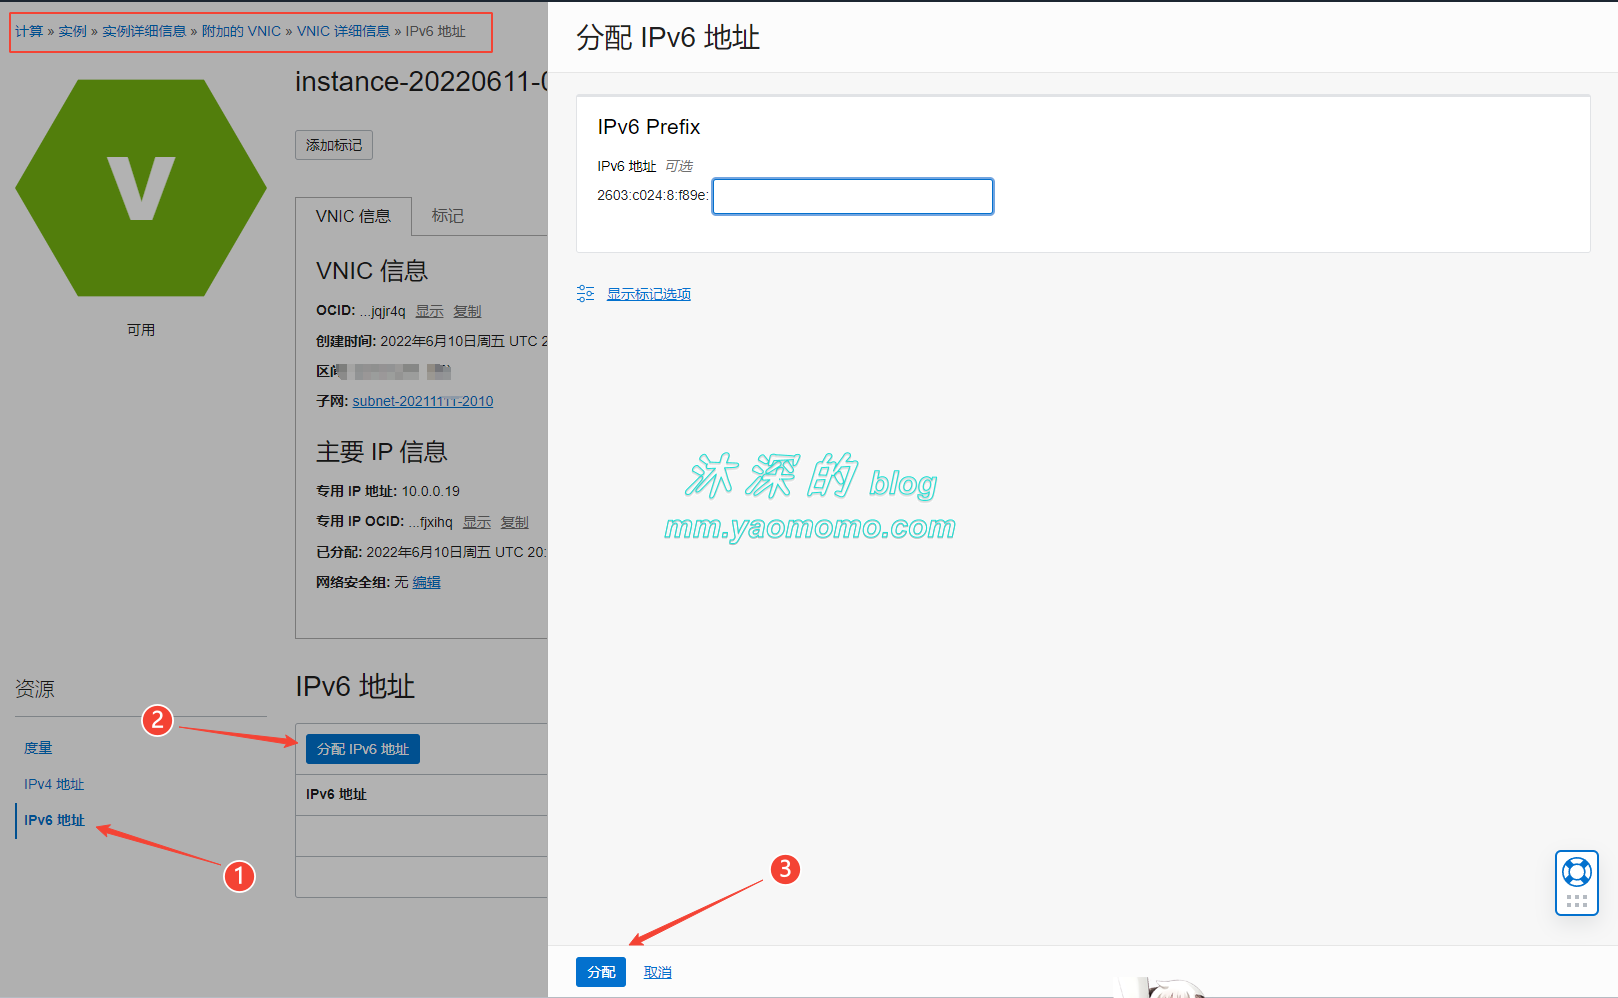 计算 » 实例 » 实例详细信息 » 附加的 VNIC » VNIC 详细信息 » IPv6 地址
V
可用
instance-20220611-0
添加标记
VNIC 信息 标记
VNIC 信息
OCID: ...jqjr4q 显示 复制
创建时间: 2022年6月10日周五 UTC 2
子网: subnet-20211111-2010
主要 IP 信息
专用 IP 地址: 10.0.0.19
专用 IP OCID: ...fjxihq 显示 复制
已分配: 2022年6月10日周五 UTC 20:
网络安全组: 无 编辑
资源
度量
IPv4 地址
IPv6 地址
1
2
IPv6 地址
分配 IPv6 地址
IPv6 地址
分配 IPv6 地址
IPv6 Prefix
IPv6 地址 可选
2603:c024:8:f89e:
显示标记选项
沐深的 blog
mm.yaomomo.com
3
分配 取消